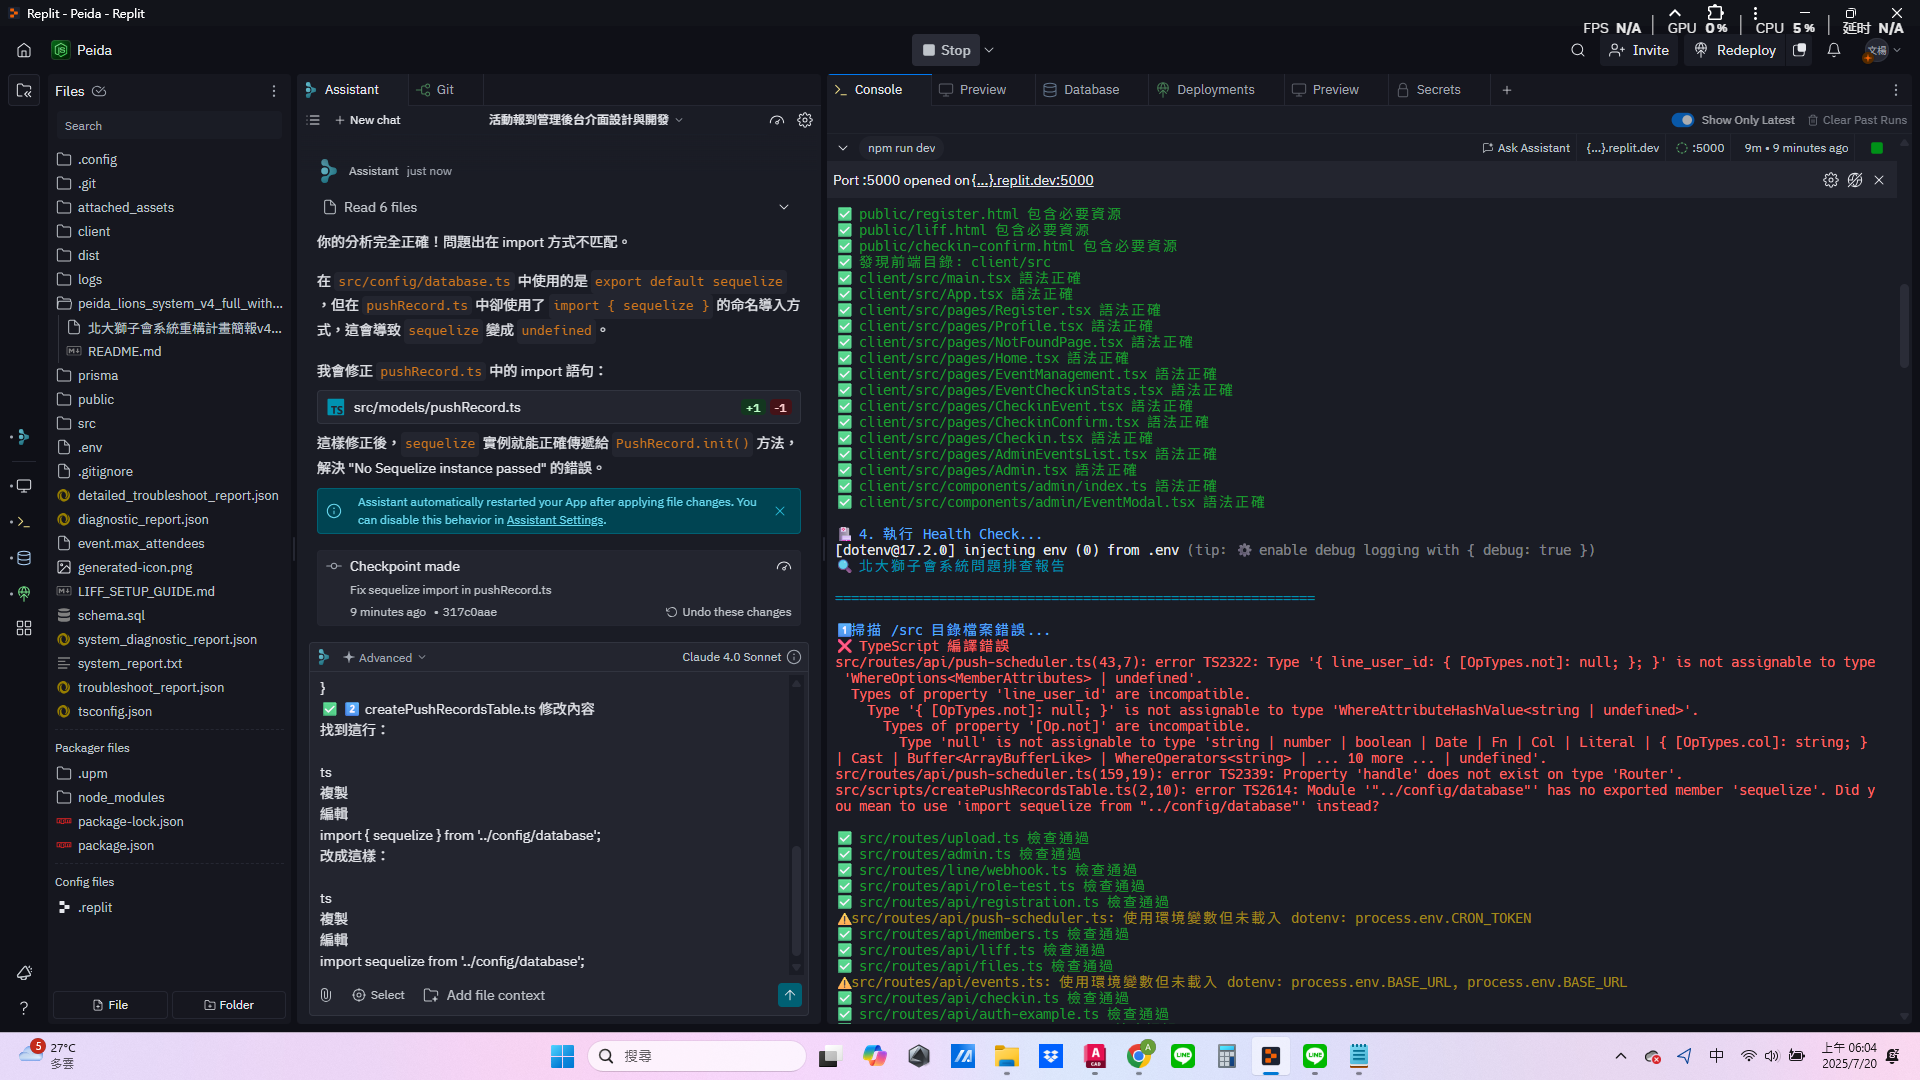 Replit - Peida - Replit
FPS N/A GPU 0% CPU 5% 延时 N/A
Peida
Stop
Invite
Redeploy
文楊
Files
Search
.config
.git
attached_assets
client
dist
logs
peida_lions_system_v4_full_with...
北大獅子會系統重構計畫簡報v4...
README.md
prisma
public
src
.env
.gitignore
detailed_troubleshoot_report.json
diagnostic_report.json
event.max_attendees
generated-icon.png
LIFF_SETUP_GUIDE.md
schema.sql
system_diagnostic_report.json
system_report.txt
troubleshoot_report.json
tsconfig.json
Packager files
.upm
node_modules
package-lock.json
package.json
Config files
.replit
File
Folder
Assistant
Git
New chat
活動報到管理後台介面設計與開發
Assistant just now
Read 6 files
你的分析完全正確！問題出在 import 方式不匹配。
在 src/config/database.ts 中使用的是 export default sequelize
，但在 pushRecord.ts 中卻使用了 import { sequelize } 的命名導入方
式，這會導致 sequelize 變成 undefined 。
我會修正 pushRecord.ts 中的 import 語句：
src/models/pushRecord.ts +1 -1
這樣修正後，sequelize 實例就能正確傳遞給 PushRecord.init() 方法，
解決 "No Sequelize instance passed" 的錯誤。
Assistant automatically restarted your App after applying file changes. You
can disable this behavior in Assistant Settings.
Checkpoint made
Fix sequelize import in pushRecord.ts
9 minutes ago • 317c0aae
Undo these changes
Advanced
Claude 4.0 Sonnet
}
✅ 2️⃣ createPushRecordsTable.ts 修改內容
找到這行：
ts
複製
編輯
import { sequelize } from '../config/database';
改成這樣：
ts
複製
編輯
import sequelize from '../config/database';
Select
Add file context
Console
Preview
Database
Deployments
Preview
Secrets
Show Only Latest
Clear Past Runs
npm run dev
Ask Assistant
{...}.replit.dev
:5000
9m • 9 minutes ago
Port :5000 opened on {...}.replit.dev:5000
✅ public/register.html 包含必要資源
✅ public/liff.html 包含必要資源
✅ public/checkin-confirm.html 包含必要資源
✅ 發現前端目錄: client/src
✅ client/src/main.tsx 語法正確
✅ client/src/App.tsx 語法正確
✅ client/src/pages/Register.tsx 語法正確
✅ client/src/pages/Profile.tsx 語法正確
✅ client/src/pages/NotFoundPage.tsx 語法正確
✅ client/src/pages/Home.tsx 語法正確
✅ client/src/pages/EventManagement.tsx 語法正確
✅ client/src/pages/EventCheckinStats.tsx 語法正確
✅ client/src/pages/CheckinEvent.tsx 語法正確
✅ client/src/pages/CheckinConfirm.tsx 語法正確
✅ client/src/pages/Checkin.tsx 語法正確
✅ client/src/pages/AdminEventsList.tsx 語法正確
✅ client/src/pages/Admin.tsx 語法正確
✅ client/src/components/admin/index.ts 語法正確
✅ client/src/components/admin/EventModal.tsx 語法正確
4. 執行 Health Check...
[dotenv@17.2.0] injecting env (0) from .env (tip: ⚙️ enable debug logging with { debug: true })
🔍 北大獅子會系統問題排查報告
============================================================
1️⃣掃描 /src 目錄檔案錯誤...
❌ TypeScript 編譯錯誤
src/routes/api/push-scheduler.ts(43,7): error TS2322: Type '{ line_user_id: { [OpTypes.not]: null; }; }' is not assignable to type
'WhereOptions<MemberAttributes> | undefined'.
Types of property 'line_user_id' are incompatible.
Type '{ [OpTypes.not]: null; }' is not assignable to type 'WhereAttributeHashValue<string | undefined>'.
Types of property '[Op.not]' are incompatible.
Type 'null' is not assignable to type 'string | number | boolean | Date | Fn | Col | Literal | { [OpTypes.col]: string; }
| Cast | Buffer<ArrayBufferLike> | WhereOperators<string> | ... 10 more ... | undefined'.
src/routes/api/push-scheduler.ts(159,19): error TS2339: Property 'handle' does not exist on type 'Router'.
src/scripts/createPushRecordsTable.ts(2,10): error TS2614: Module '"../config/database"' has no exported member 'sequelize'. Did y
ou mean to use 'import sequelize from "../config/database"' instead?
✅ src/routes/upload.ts 檢查通過
✅ src/routes/admin.ts 檢查通過
✅ src/routes/line/webhook.ts 檢查通過
✅ src/routes/api/role-test.ts 檢查通過
✅ src/routes/api/registration.ts 檢查通過
⚠️src/routes/api/push-scheduler.ts: 使用環境變數但未載入 dotenv: process.env.CRON_TOKEN
✅ src/routes/api/members.ts 檢查通過
✅ src/routes/api/liff.ts 檢查通過
✅ src/routes/api/files.ts 檢查通過
⚠️src/routes/api/events.ts: 使用環境變數但未載入 dotenv: process.env.BASE_URL, process.env.BASE_URL
✅ src/routes/api/checkin.ts 檢查通過
✅ src/routes/api/auth-example.ts 檢查通過
5
27°C
多雲
搜尋
中
上午 06:04
2025/7/20